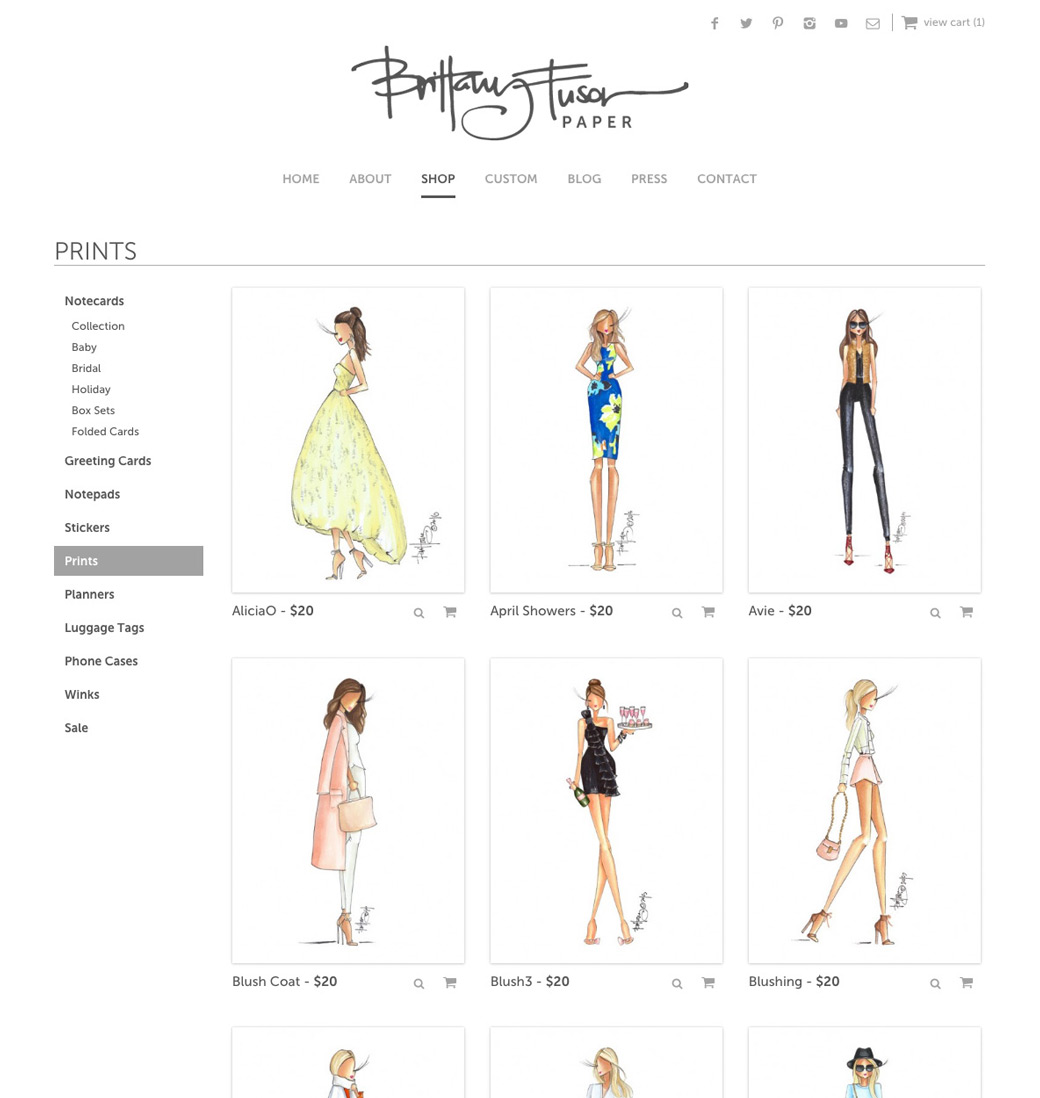 view cart (1)
Brittany Fuson
PAPER
HOME ABOUT SHOP CUSTOM BLOG PRESS CONTACT
PRINTS
Notecards
Collection
Baby
Bridal
Holiday
Box Sets
Folded Cards
Greeting Cards
Notepads
Stickers
Prints
Planners
Luggage Tags
Phone Cases
Winks
Sale
AliciaO - $20
April Showers - $20
Avie - $20
Blush Coat - $20
Blush3 - $20
Blushing - $20